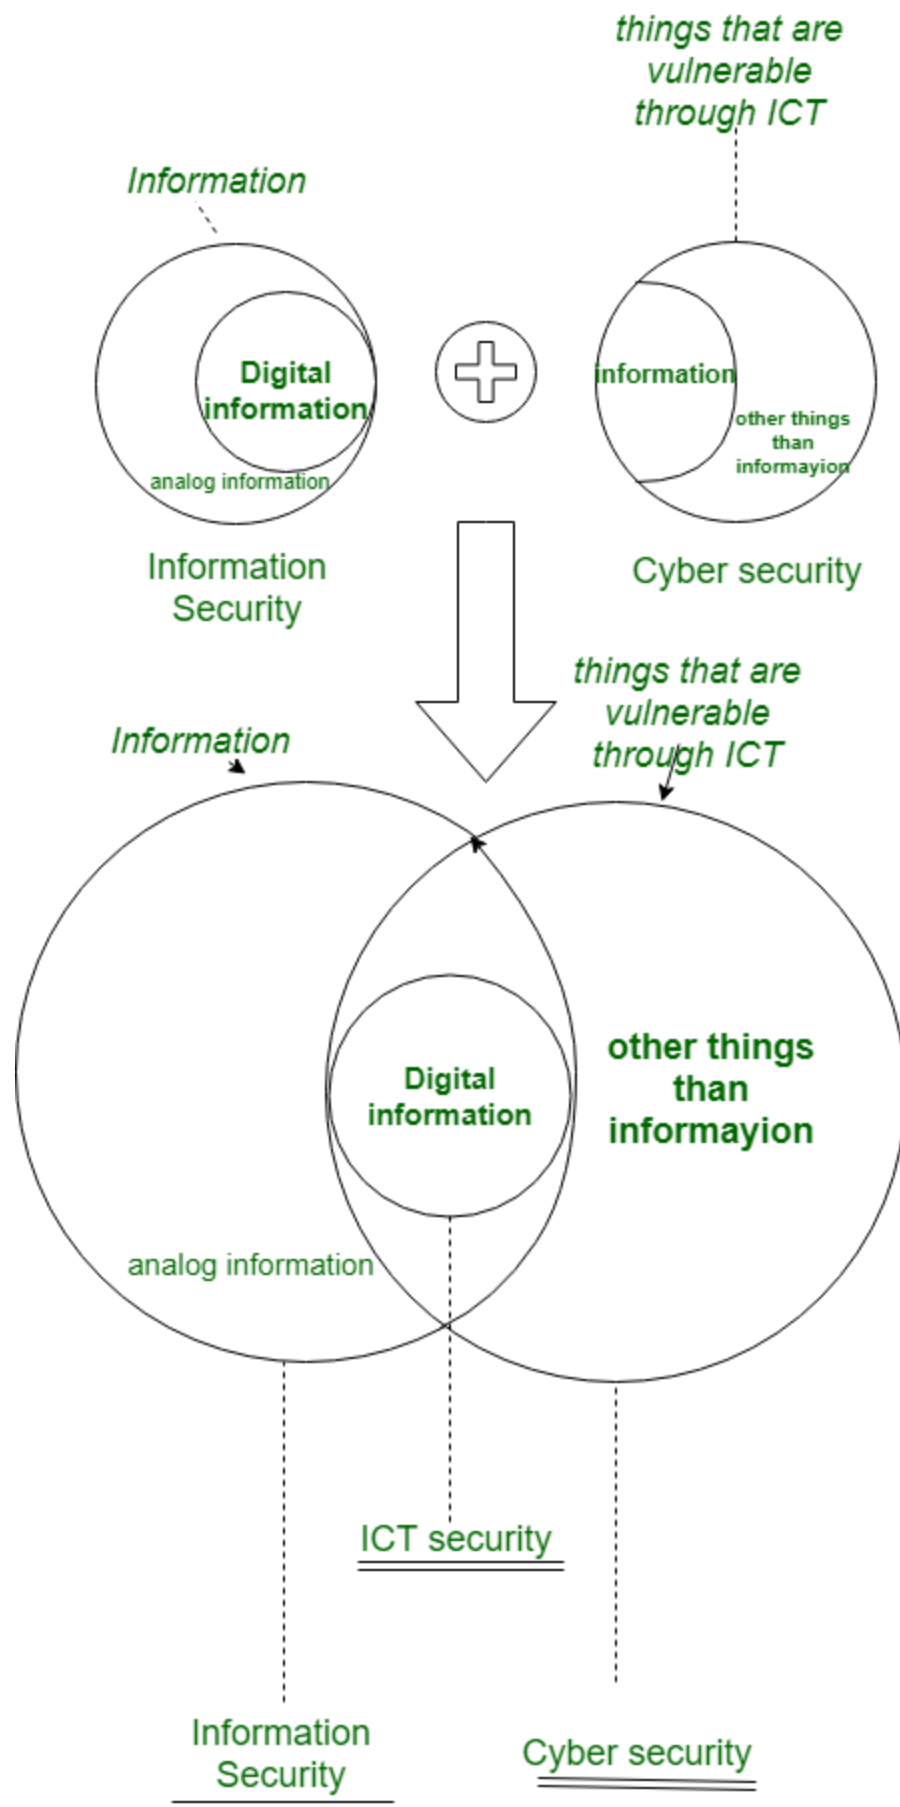 things that are
vulnerable
through ICT
Information
Digital
information
analog information
information
other things
than
informayion
Information
Security
Cyber security
things that are
vulnerable
through ICT
Information
Digital
information
other things
than
informayion
analog information
ICT security
Information
Security
Cyber security